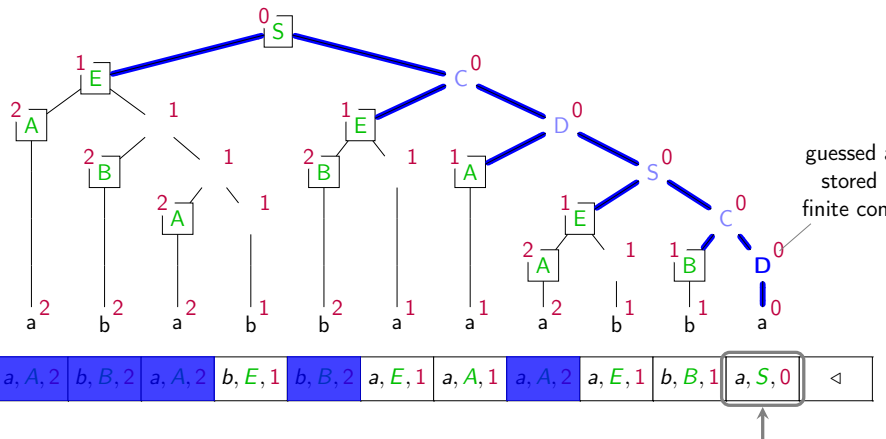 0 S
1 E C 0
2 A 1 1 E D 0
2 B 1 2 B 1 1 A S 0
guessed a
stored
finite con
2 A 1 1 E C 0
2 A 1 1 B D 0
a 2 b 2 a 2 b 1 b 2 a 1 a 1 a 2 b 1 b 1 a 0
a, A, 2 b, B, 2 a, A, 2 b, E, 1 b, B, 2 a, E, 1 a, A, 1 a, A, 2 a, E, 1 b, B, 1 a, S, 0 ◁